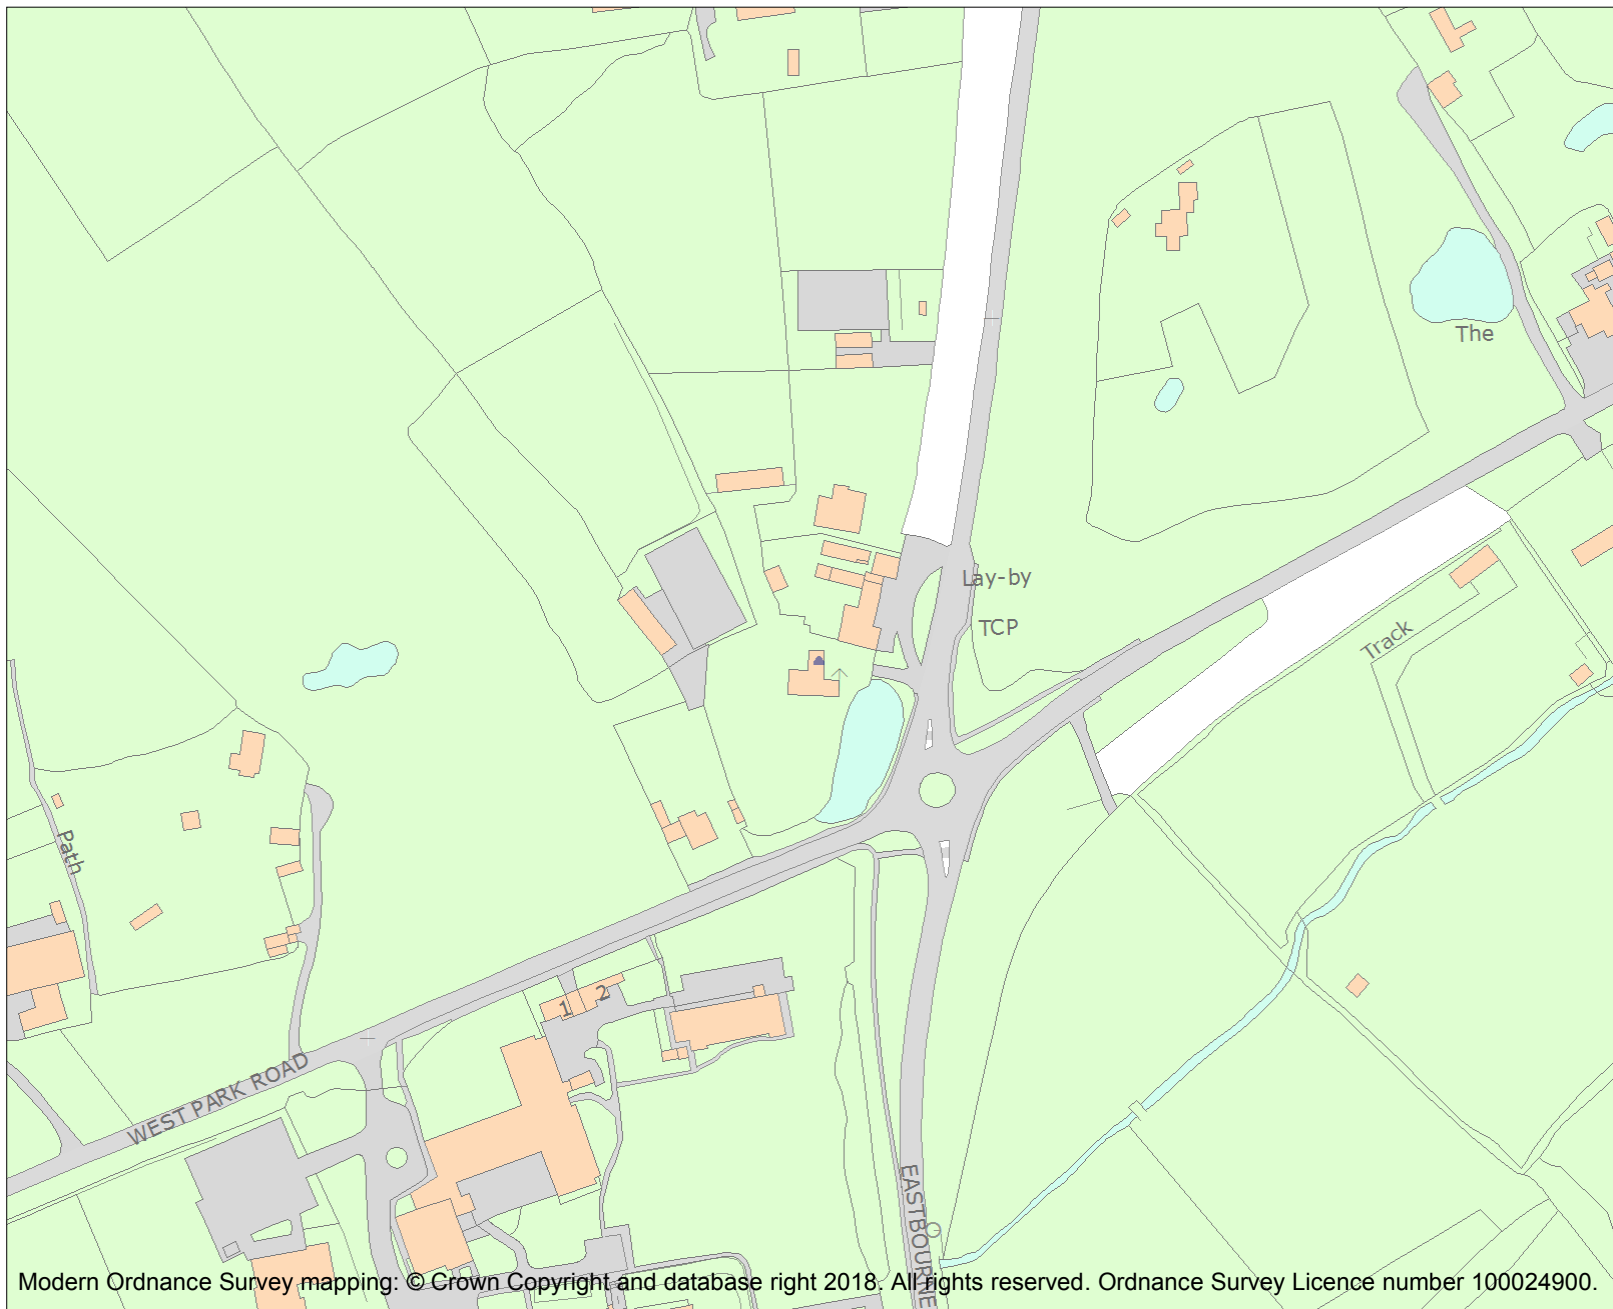 The
Lay-by
TCP
Track
Path
1
2
WEST PARK ROAD
EASTBOURNE
Modern Ordnance Survey mapping: © Crown Copyright and database right 2018. All rights reserved. Ordnance Survey Licence number 100024900.